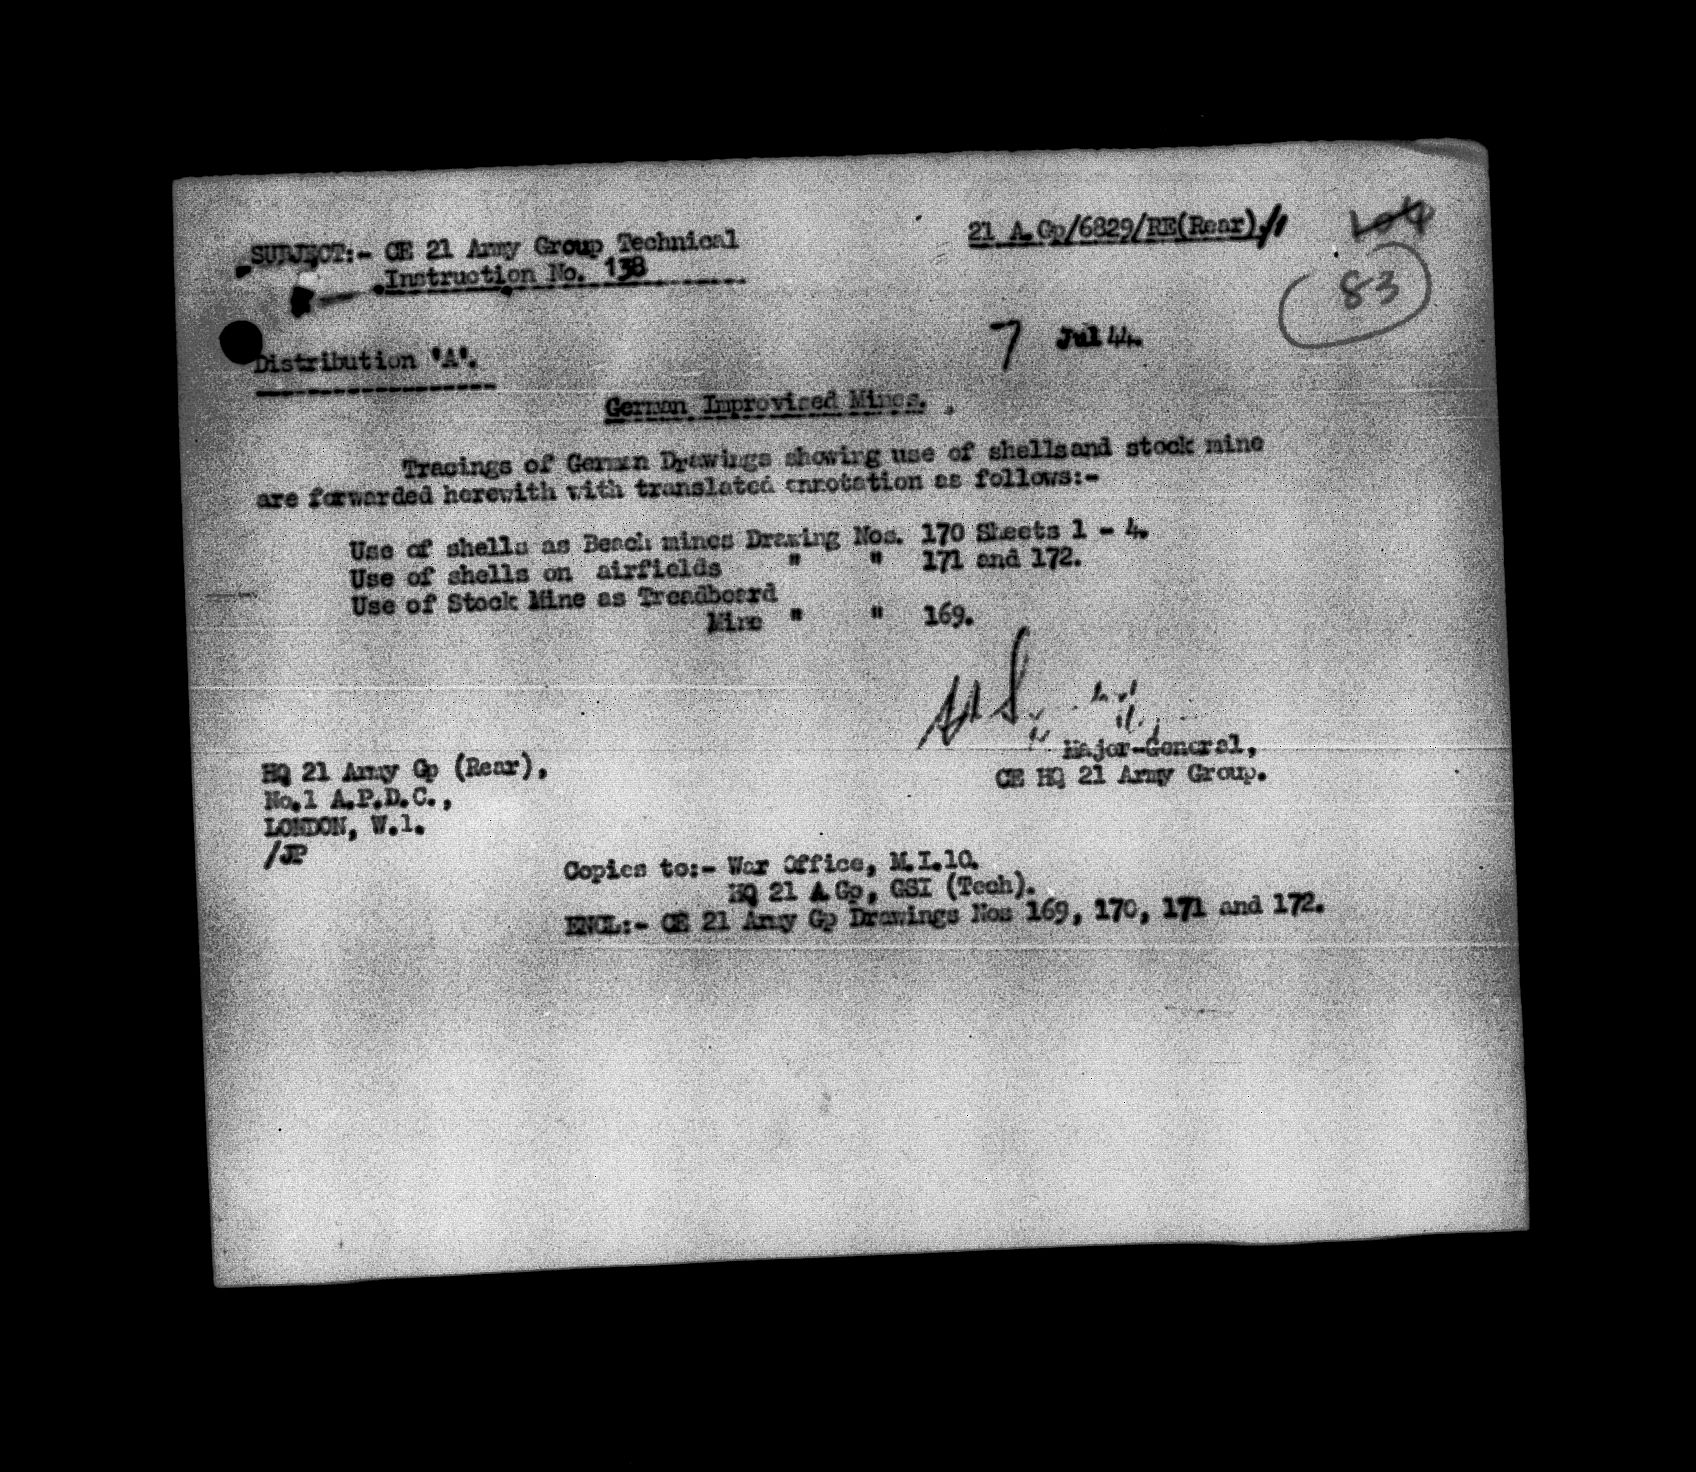 SUBJECT:- CE 21 Army Group Technical
Instruction No. 138
21 A.Gp/6829/RE(Rear)
83
7 Jul 44.
Distribution 'A'.
German Improvised Mines.
Tracings of German Drawings showing use of shells and stock mine
are forwarded herewith with translated annotation as follows:-
Use of shells as Beach mines Drawing Nos. 170 Sheets 1 - 4.
Use of shells on airfields " " 171 and 172.
Use of Stock Mine as Treadboard
Mine " " 169.
Major-General,
CE HQ 21 Army Group.
HQ 21 Army Gp (Rear),
No.1 A.P.D.C.,
LONDON, W.1.
/JP
Copies to:- War Office, M.I.10.
HQ 21 A.Gp, GSI (Tech).
ENCL:- CE 21 Army Gp Drawings Nos 169, 170, 171 and 172.